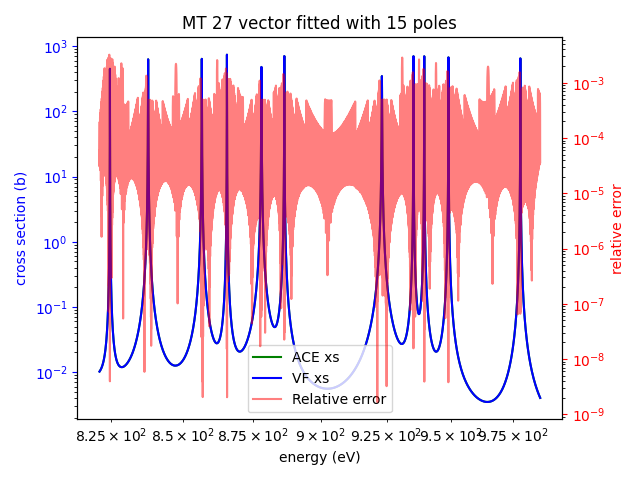 MT 27 vector fitted with 15 poles
10³
10²
10¹
10⁰
10⁻¹
10⁻²
cross section (b)
10⁻³
10⁻⁴
10⁻⁵
10⁻⁶
10⁻⁷
10⁻⁸
10⁻⁹
relative error
ACE xs
VF xs
Relative error
8.25 × 10² 8.5 × 10² 8.75 × 10² 9 × 10² 9.25 × 10² 9.5 × 10² 9.75 × 10²
energy (eV)